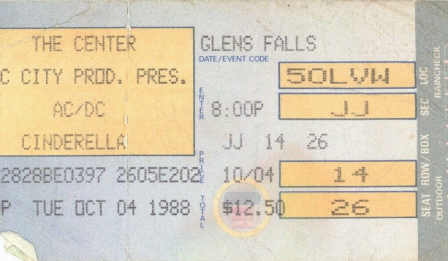 THE CENTER GLENS FALLS
DATE/EVENT CODE
C CITY PROD. PRES. 5OLVW LOC
RAINCHECK
AC/DC ENTER 8:00P JJ SEC
CINDERELLA JJ 14 26
2828BE0397 2605E202 PRICE 10/04 14 ROW/BOX
P TUE OCT 04 1988 TOTAL $12.50 26 SEAT
OUTDOOR